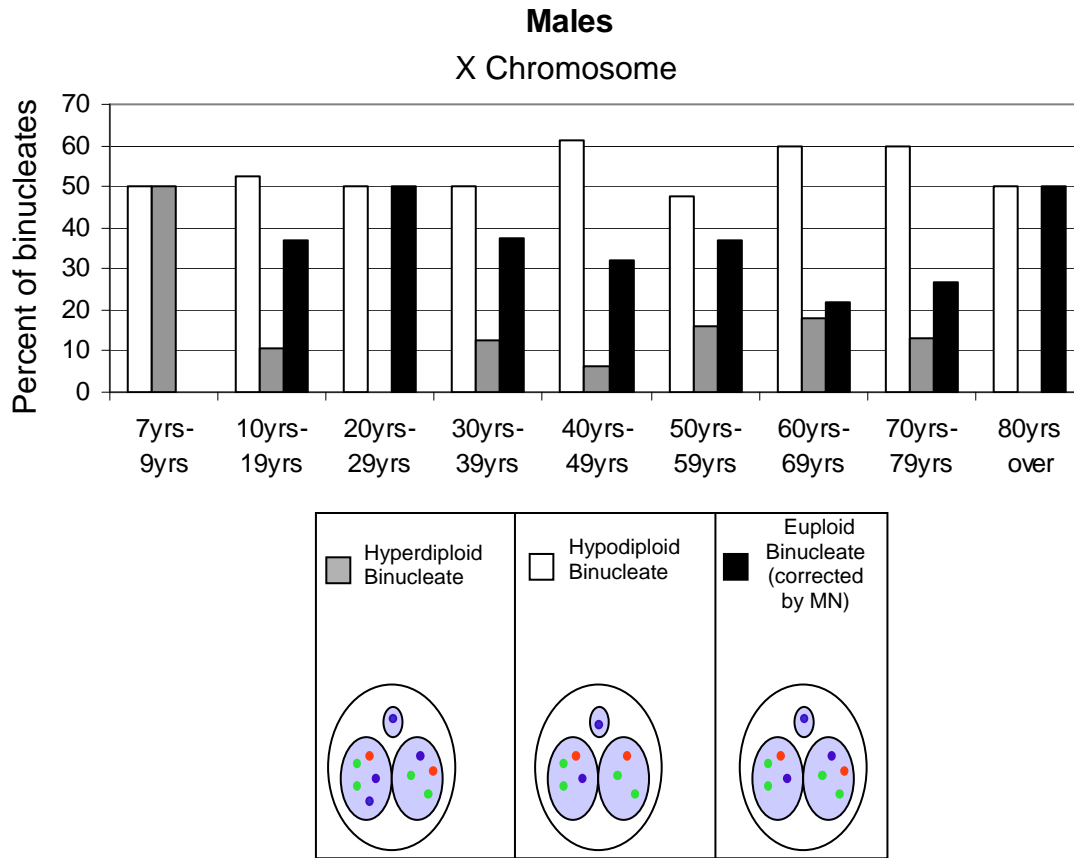 Males
X Chromosome
Percent of binucleates
70
60
50
40
30
20
10
0
7yrs- 10yrs- 20yrs- 30yrs- 40yrs- 50yrs- 60yrs- 70yrs- 80yrs
9yrs 19yrs 29yrs 39yrs 49yrs 59yrs 69yrs 79yrs over
Hyperdiploid
Binucleate
Hypodiploid
Binucleate
Euploid
Binucleate
(corrected
by MN)